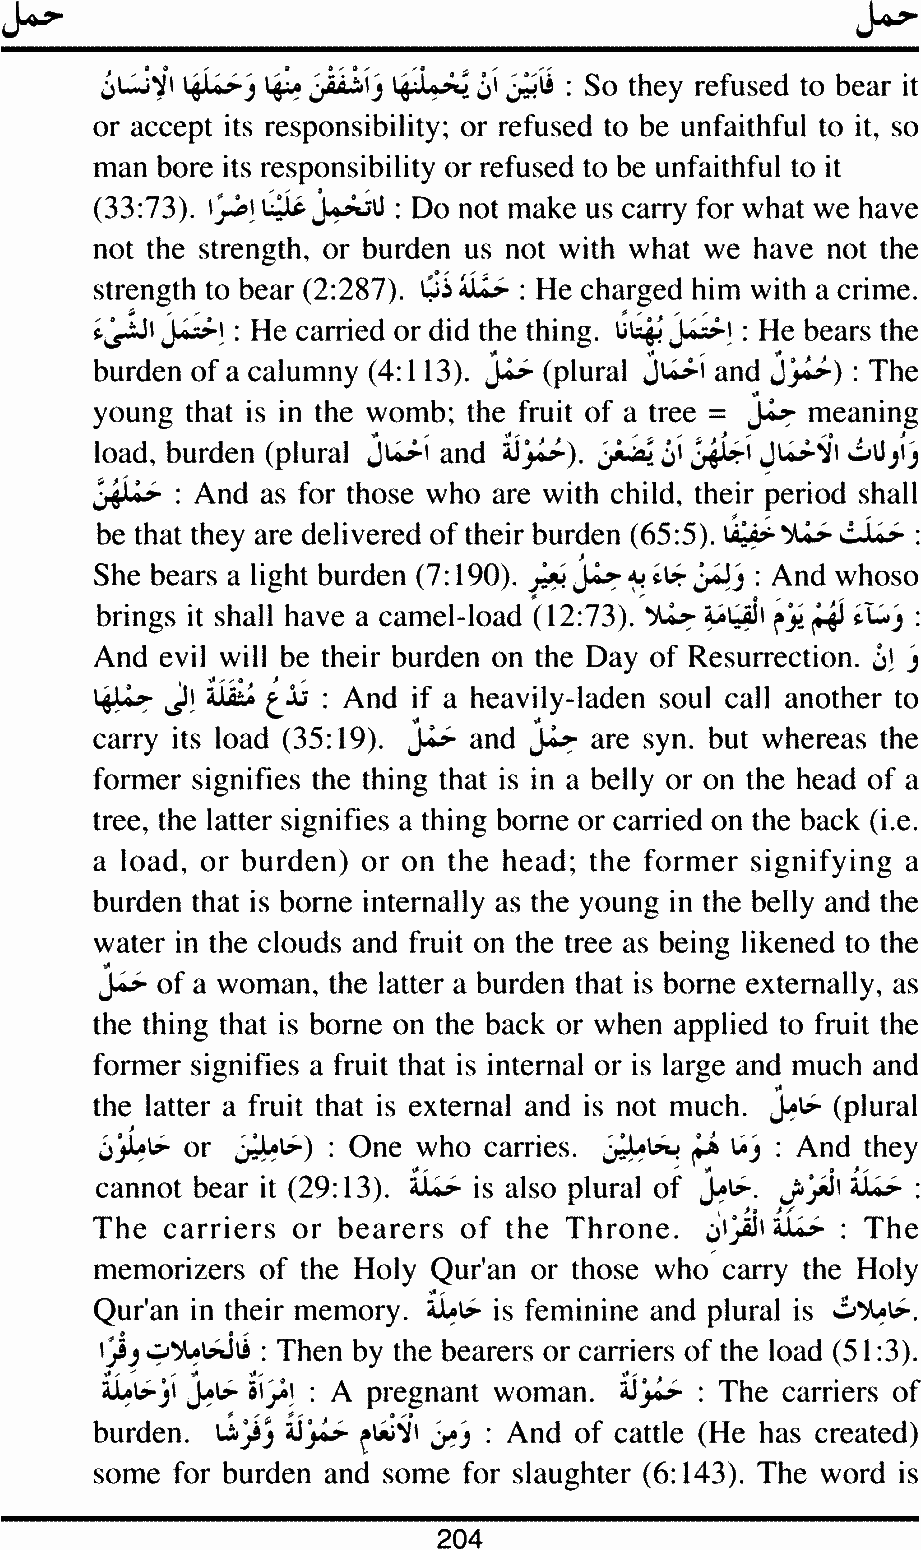 حمل حمل
فَاَبَيْنَ اَنْ يَّحْمِلْنَهَا وَاَشْفَقْنَ مِنْهَا وَحَمَلَهَا الْاِنْسَانُ : So they refused to bear it
or accept its responsibility; or refused to be unfaithful to it, so
man bore its responsibility or refused to be unfaithful to it
(33:73). لَاتَحْمِلْ عَلَيْنَا اِصْرًا : Do not make us carry for what we have
not the strength, or burden us not with what we have not the
strength to bear (2:287). حَمَّلَهُ ذَنْبًا : He charged him with a crime.
اِحْتَمَلَ الشَّيْءَ : He carried or did the thing. اِحْتَمَلَ بُهْتَانًا : He bears the
burden of a calumny (4:113). حَمْلٌ (plural اَحْمَالٌ and حُمُوْلٌ) : The
young that is in the womb; the fruit of a tree = حِمْلٌ meaning
load, burden (plural اَحْمَالٌ and حُمُوْلَةٌ). وَاُولَاتُ الْاَحْمَالِ اَجَلُهُنَّ اَنْ يَّضَعْنَ
حَمْلَهُنَّ : And as for those who are with child, their period shall
be that they are delivered of their burden (65:5). حَمَلَتْ حَمْلًا خَفِيْفًا :
She bears a light burden (7:190). وَلِمَنْ جَاءَ بِهِ حِمْلُ بَعِيْرٍ : And whoso
brings it shall have a camel-load (12:73). وَسَآءَ لَهُمْ يَوْمَ الْقِيَامَةِ حِمْلًا :
And evil will be their burden on the Day of Resurrection. وَ اِنْ
تَدْعُ مُثْقَلَةٌ اِلٰى حِمْلِهَا : And if a heavily-laden soul call another to
carry its load (35:19). حَمْلٌ and حِمْلٌ are syn. but whereas the
former signifies the thing that is in a belly or on the head of a
tree, the latter signifies a thing borne or carried on the back (i.e.
a load, or burden) or on the head; the former signifying a
burden that is borne internally as the young in the belly and the
water in the clouds and fruit on the tree as being likened to the
حَمَلٌ of a woman, the latter a burden that is borne externally, as
the thing that is borne on the back or when applied to fruit the
former signifies a fruit that is internal or is large and much and
the latter a fruit that is external and is not much. حَامِلٌ (plural
حَامِلُوْنَ or حَامِلِيْنَ) : One who carries. وَمَا هُمْ بِحَامِلِيْنَ : And they
cannot bear it (29:13). حَمَلَةٌ is also plural of حَامِلٌ. حَمَلَةُ الْعَرْشِ :
The carriers or bearers of the Throne. حَمَلَةُ الْقُرْاٰنِ : The
memorizers of the Holy Qur'an or those who carry the Holy
Qur'an in their memory. حَامِلَةٌ is feminine and plural is حَامِلَاتٌ.
فَالْحَامِلَاتِ وِقْرًا : Then by the bearers or carriers of the load (51:3).
اِمْرَاَةٌ حَامِلٌ اَوْحَامِلَةٌ : A pregnant woman. حَمُوْلَةٌ : The carriers of
burden. وَمِنَ الْاَنْعَامِ حَمُوْلَةً وَّفَرْشًا : And of cattle (He has created)
some for burden and some for slaughter (6:143). The word is
204